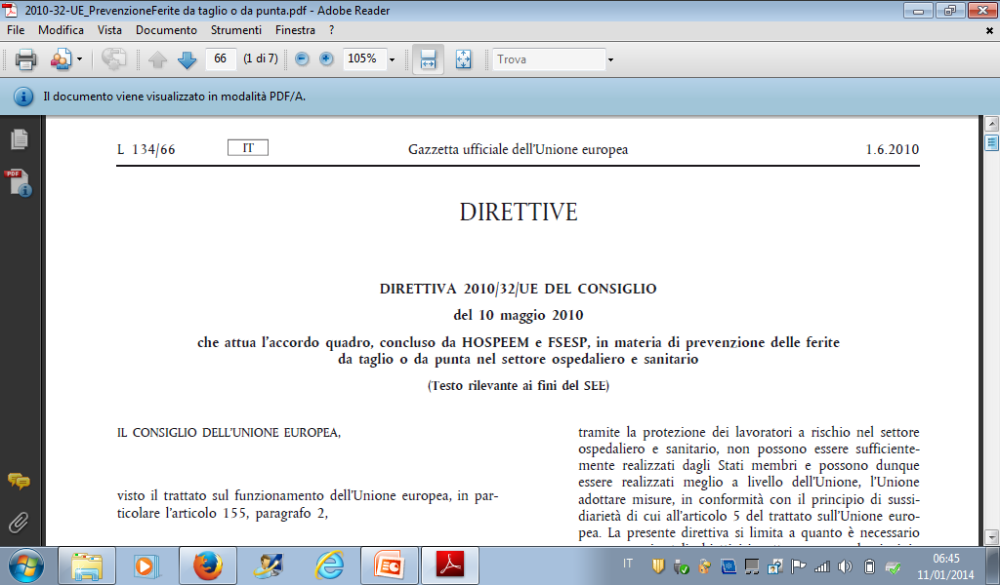 2010-32-UE_PrevenzioneFerite da taglio o da punta.pdf - Adobe Reader
File Modifica Vista Documento Strumenti Finestra ?
66 (1 di 7) 105% Trova
Il documento viene visualizzato in modalità PDF/A.
L 134/66 IT Gazzetta ufficiale dell'Unione europea 1.6.2010
DIRETTIVE
DIRETTIVA 2010/32/UE DEL CONSIGLIO
del 10 maggio 2010
che attua l'accordo quadro, concluso da HOSPEEM e FSESP, in materia di prevenzione delle ferite
da taglio o da punta nel settore ospedaliero e sanitario
(Testo rilevante ai fini del SEE)
IL CONSIGLIO DELL'UNIONE EUROPEA,
visto il trattato sul funzionamento dell'Unione europea, in par-
ticolare l'articolo 155, paragrafo 2,
tramite la protezione dei lavoratori a rischio nel settore
ospedaliero e sanitario, non possono essere sufficiente-
mente realizzati dagli Stati membri e possono dunque
essere realizzati meglio a livello dell'Unione, l'Unione
adottare misure, in conformità con il principio di sussi-
diarietà di cui all'articolo 5 del trattato sull'Unione euro-
pea. La presente direttiva si limita a quanto è necessario
IT
06:45
11/01/2014